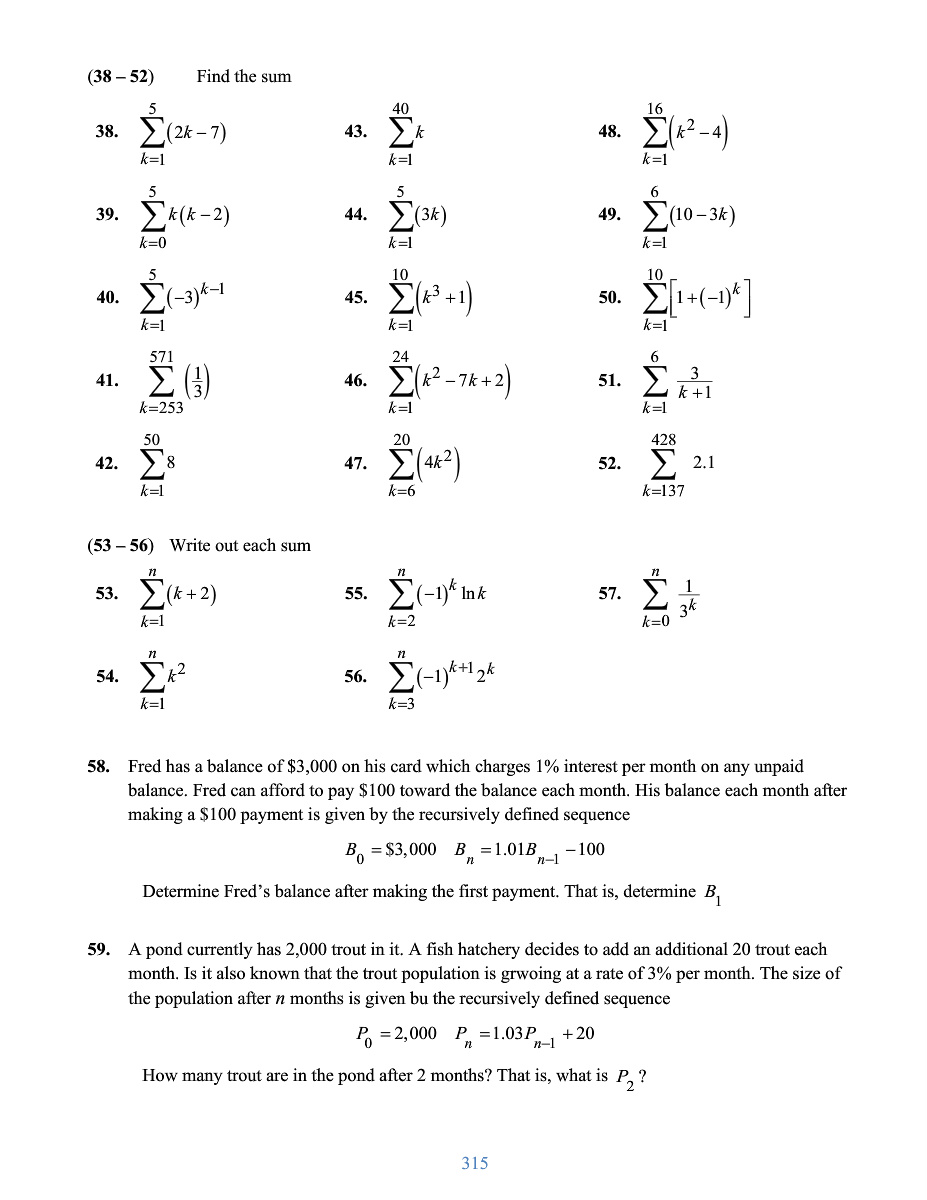 (38 – 52) Find the sum
38. \sum_{k=1}^{5} (2k – 7)
43. \sum_{k=1}^{40} k
48. \sum_{k=1}^{16} (k^2 – 4)
39. \sum_{k=0}^{5} k(k – 2)
44. \sum_{k=1}^{5} (3k)
49. \sum_{k=1}^{6} (10 – 3k)
40. \sum_{k=1}^{5} (–3)^{k–1}
45. \sum_{k=1}^{10} (k^3 + 1)
50. \sum_{k=1}^{10} [1 + (–1)^k]
41. \sum_{k=253}^{571} (\frac{1}{3})
46. \sum_{k=1}^{24} (k^2 – 7k + 2)
51. \sum_{k=1}^{6} \frac{3}{k + 1}
42. \sum_{k=1}^{50} 8
47. \sum_{k=6}^{20} (4k^2)
52. \sum_{k=137}^{428} 2.1
(53 – 56) Write out each sum
53. \sum_{k=1}^{n} (k + 2)
55. \sum_{k=2}^{n} (–1)^k ln k
57. \sum_{k=0}^{n} \frac{1}{3^k}
54. \sum_{k=1}^{n} k^2
56. \sum_{k=3}^{n} (–1)^{k+1} 2^k
58. Fred has a balance of $3,000 on his card which charges 1% interest per month on any unpaid
balance. Fred can afford to pay $100 toward the balance each month. His balance each month after
making a $100 payment is given by the recursively defined sequence
B_0 = $3,000 B_n = 1.01B_{n–1} – 100
Determine Fred’s balance after making the first payment. That is, determine B_1
59. A pond currently has 2,000 trout in it. A fish hatchery decides to add an additional 20 trout each
month. Is it also known that the trout population is grwoing at a rate of 3% per month. The size of
the population after n months is given bu the recursively defined sequence
P_0 = 2,000 P_n = 1.03P_{n–1} + 20
How many trout are in the pond after 2 months? That is, what is P_2 ?
315